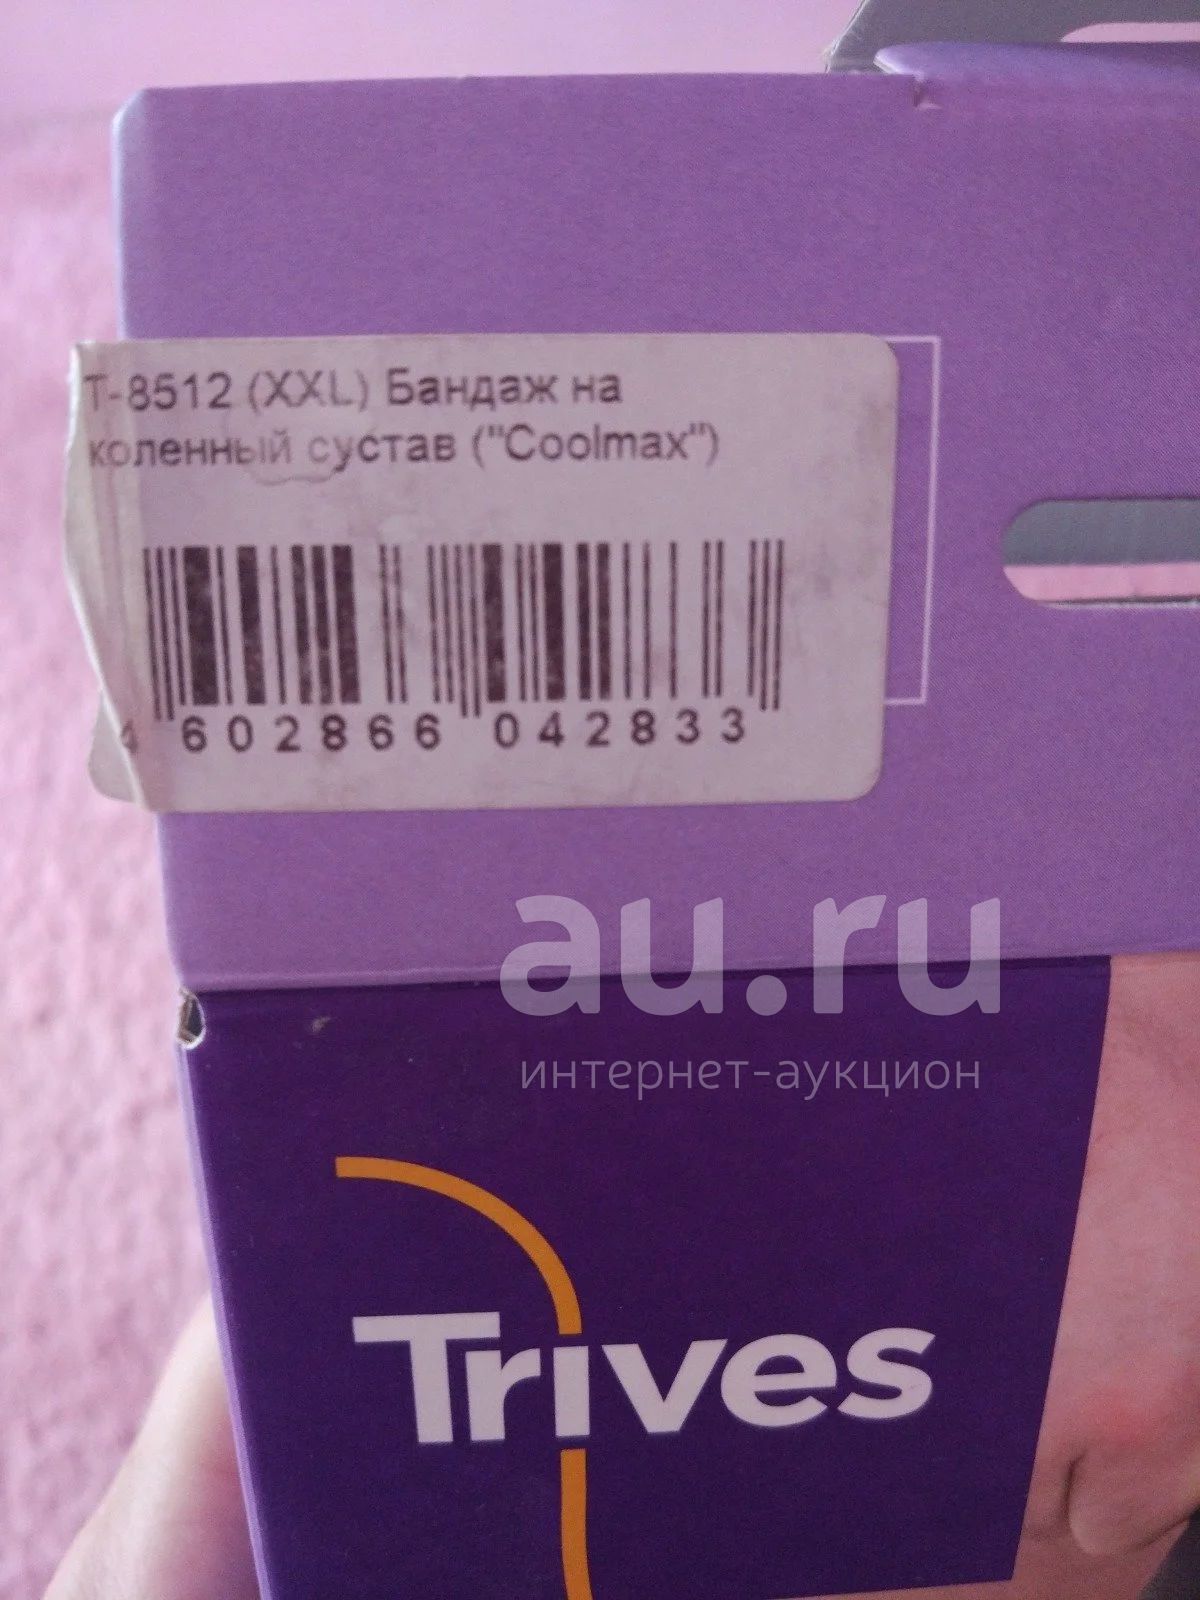 Т-8512 (XXL) Бандаж на
коленный сустав ("Coolmax")
4 602866 042833
au.ru
интернет-аукцион
Trives